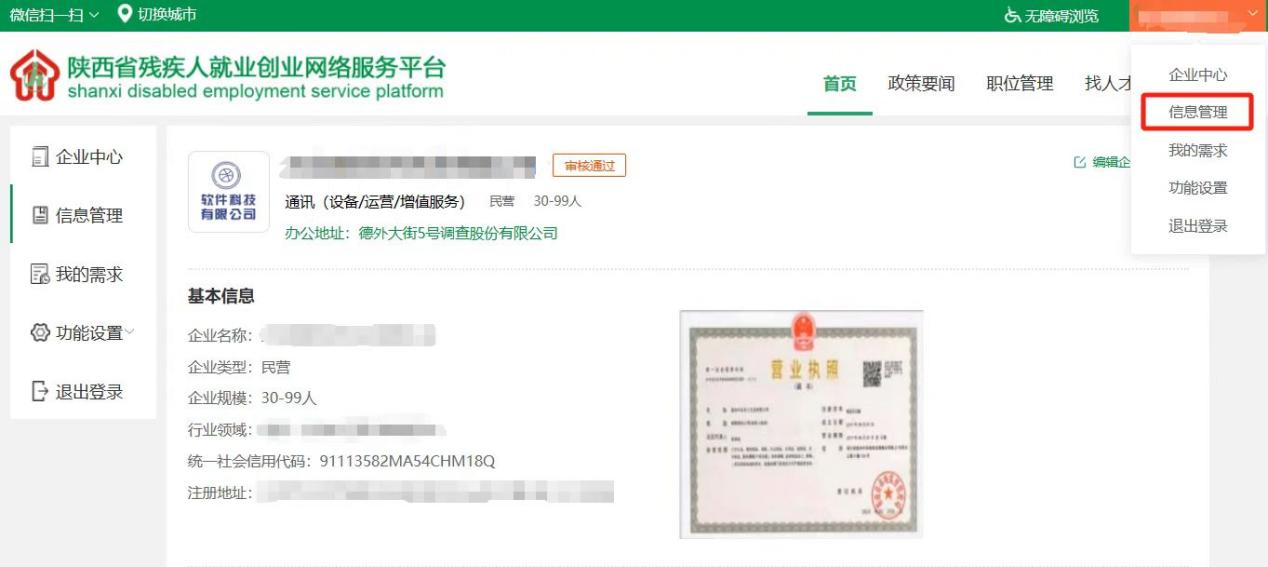 微信扫一扫 切换城市 无障碍浏览
陕西省残疾人就业创业网络服务平台
shanxi disabled employment service platform
首页 政策要闻 职位管理 找人才
企业中心
信息管理
我的需求
功能设置
退出登录
企业中心
信息管理
我的需求
功能设置
退出登录
软件科技
有限公司
审核通过
编辑企
通讯（设备/运营/增值服务） 民营 30-99人
办公地址：德外大街5号调查股份有限公司
基本信息
企业名称：
企业类型：民营
企业规模：30-99人
行业领域：
统一社会信用代码：91113582MA54CHM18Q
注册地址：
营业执照